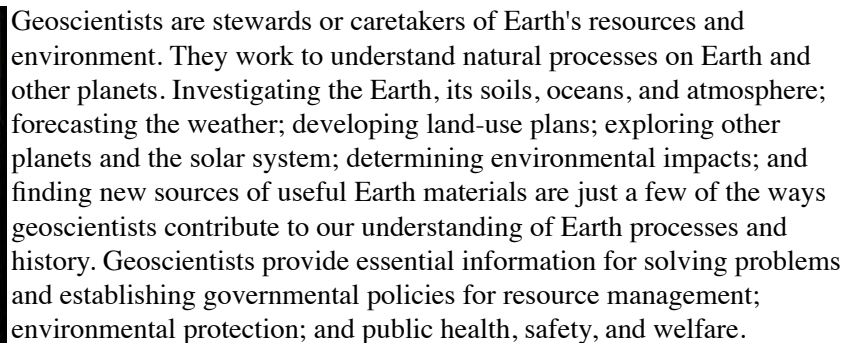 Geoscientists are stewards or caretakers of Earth's resources and
environment. They work to understand natural processes on Earth and
other planets. Investigating the Earth, its soils, oceans, and atmosphere;
forecasting the weather; developing land-use plans; exploring other
planets and the solar system; determining environmental impacts; and
finding new sources of useful Earth materials are just a few of the ways
geoscientists contribute to our understanding of Earth processes and
history. Geoscientists provide essential information for solving problems
and establishing governmental policies for resource management;
environmental protection; and public health, safety, and welfare.